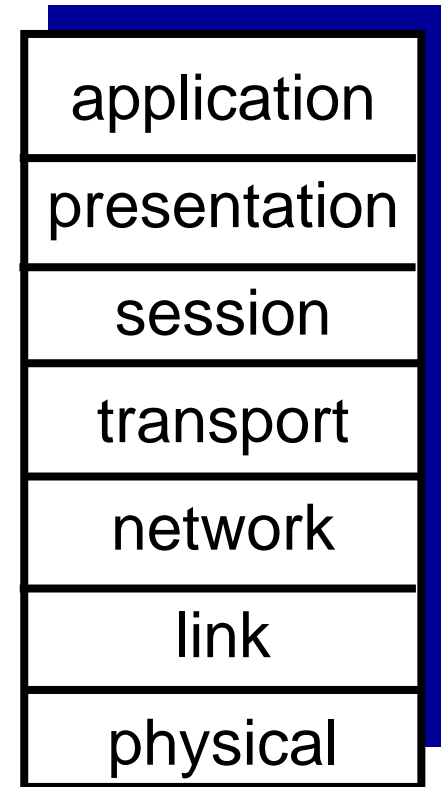 application
presentation
session
transport
network
link
physical